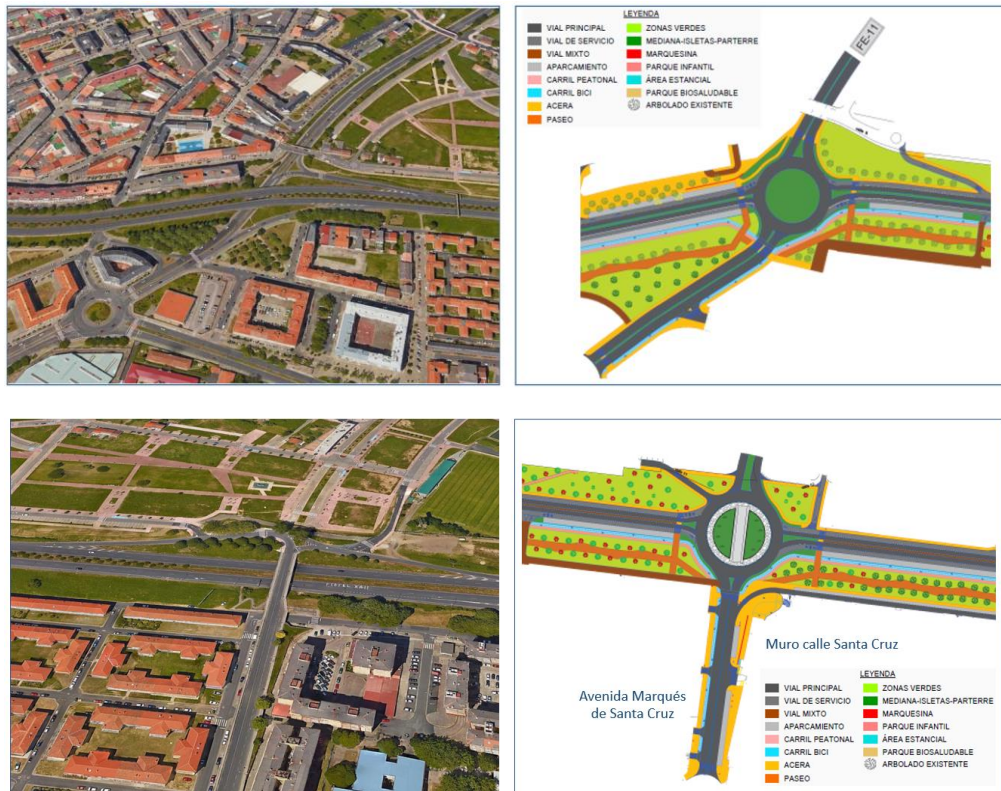 LEYENDA
VIAL PRINCIPAL
VIAL DE SERVICIO
VIAL MIXTO
APARCAMIENTO
CARRIL PEATONAL
CARRIL BICI
ACERA
PASEO
ZONAS VERDES
MEDIANA-ISLETAS-PARTERRE
MARQUESINA
PARQUE INFANTIL
ÁREA ESTANCIAL
PARQUE BIOSALUDABLE
ARBOLADO EXISTENTE
FE-11
Muro calle Santa Cruz
Avenida Marqués
de Santa Cruz
LEYENDA
VIAL PRINCIPAL
VIAL DE SERVICIO
VIAL MIXTO
APARCAMIENTO
CARRIL PEATONAL
CARRIL BICI
ACERA
PASEO
ZONAS VERDES
MEDIANA-ISLETAS-PARTERRE
MARQUESINA
PARQUE INFANTIL
ÁREA ESTANCIAL
PARQUE BIOSALUDABLE
ARBOLADO EXISTENTE